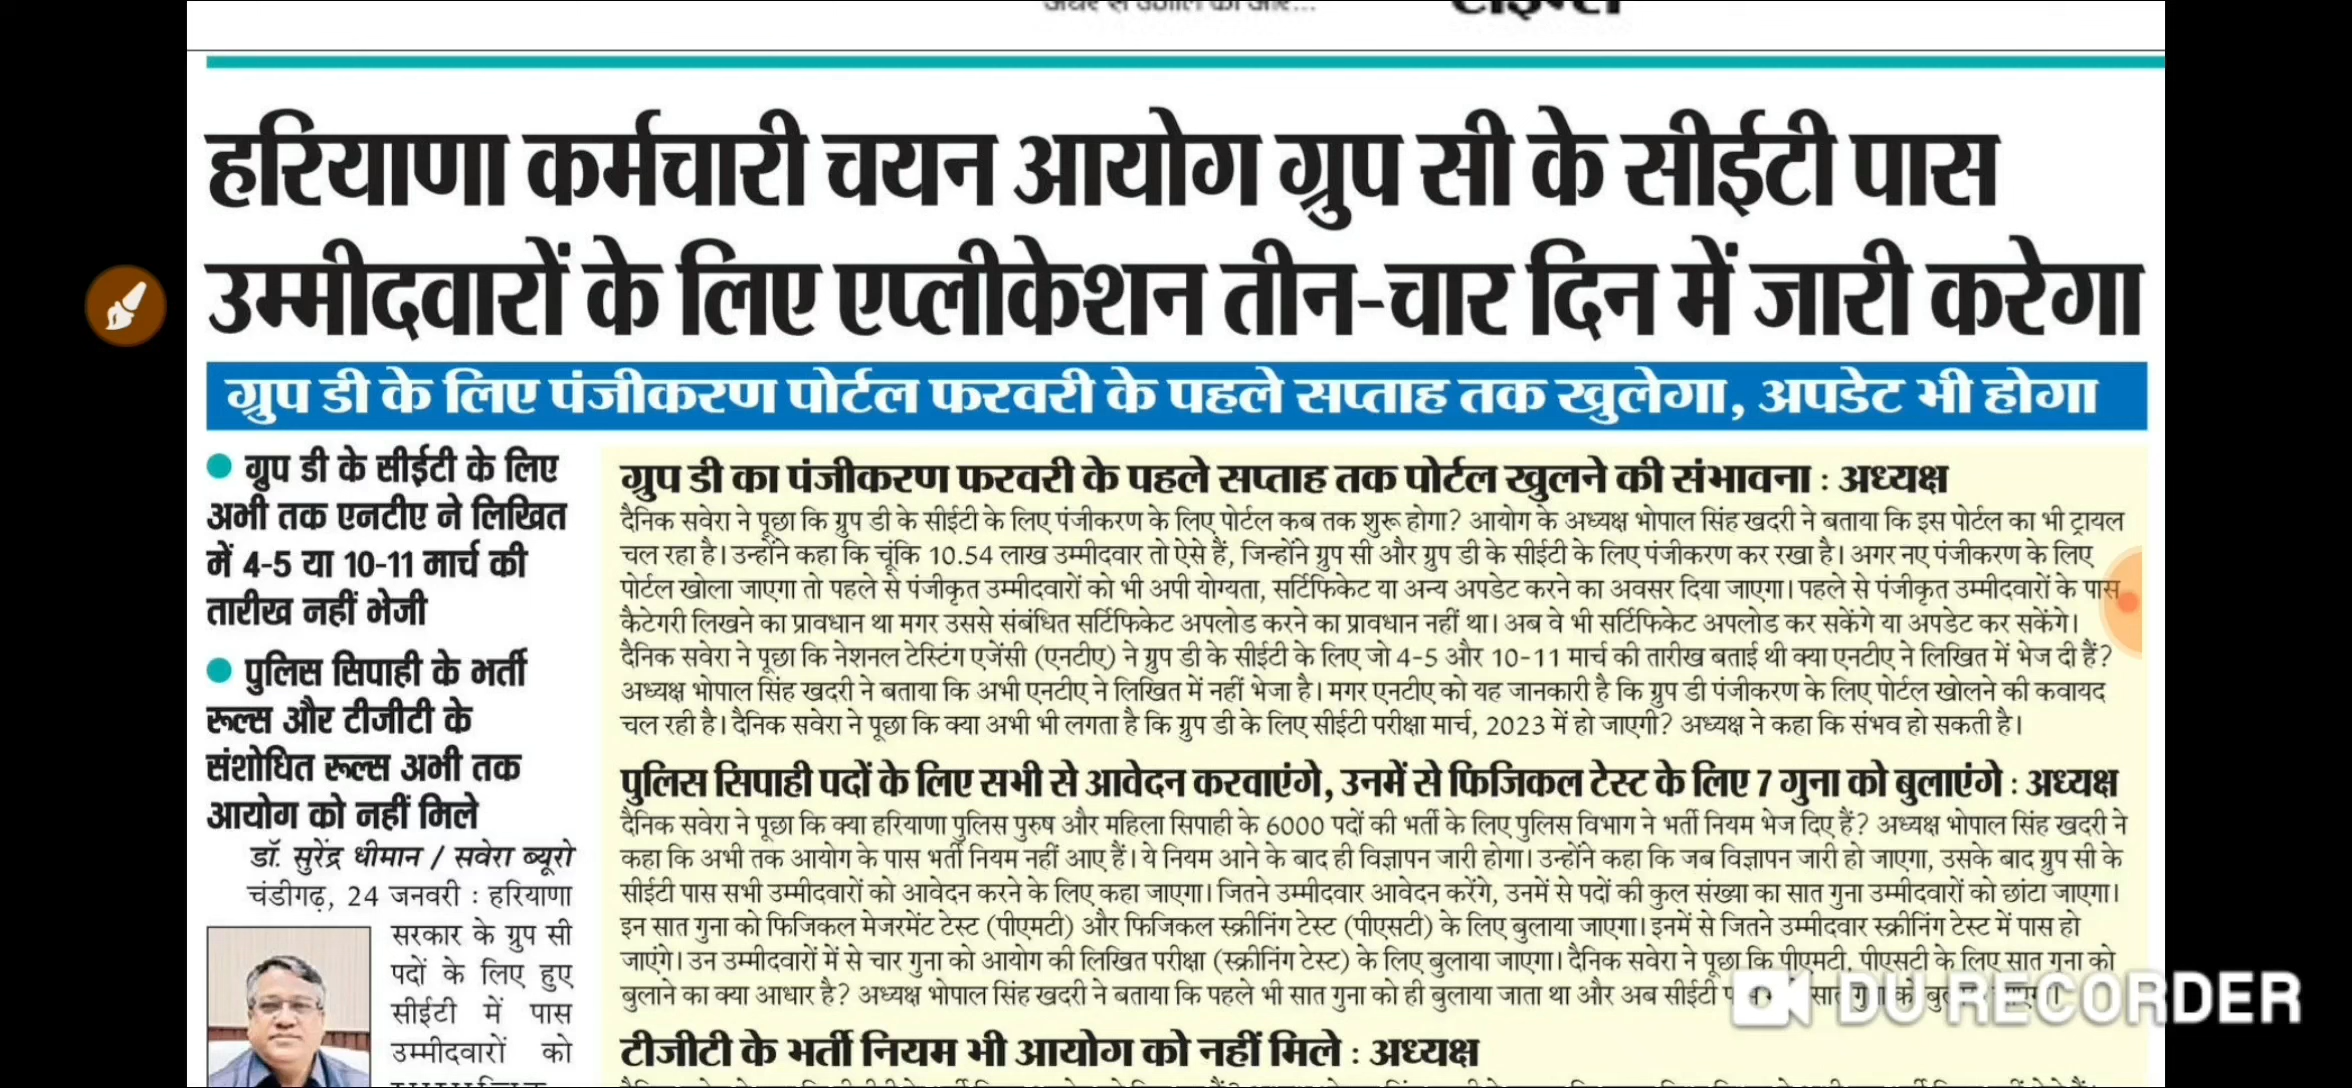 हरियाणा कर्मचारी चयन आयोग ग्रुप सी के सीईटी पास
उम्मीदवारों के लिए एप्लीकेशन तीन-चार दिन में जारी करेगा
ग्रुप डी के लिए पंजीकरण पोर्टल फरवरी के पहले सप्ताह तक खुलेगा, अपडेट भी होगा
● ग्रुप डी के सीईटी के लिए
अभी तक एनटीए ने लिखित
में 4-5 या 10-11 मार्च की
तारीख नहीं भेजी
● पुलिस सिपाही के भर्ती
रूल्स और टीजीटी के
संशोधित रूल्स अभी तक
आयोग को नहीं मिले
डॉ. सुरेंद्र धीमान / सवेरा ब्यूरो
चंडीगढ़, 24 जनवरी : हरियाणा
सरकार के ग्रुप सी
पदों के लिए हुए
सीईटी में पास
उम्मीदवारों को
ग्रुप डी का पंजीकरण फरवरी के पहले सप्ताह तक पोर्टल खुलने की संभावना : अध्यक्ष
दैनिक सवेरा ने पूछा कि ग्रुप डी के सीईटी के लिए पंजीकरण के लिए पोर्टल कब तक शुरू होगा? आयोग के अध्यक्ष भोपाल सिंह खदरी ने बताया कि इस पोर्टल का भी ट्रायल
चल रहा है। उन्होंने कहा कि चूंकि 10.54 लाख उम्मीदवार तो ऐसे हैं, जिन्होंने ग्रुप सी और ग्रुप डी के सीईटी के लिए पंजीकरण कर रखा है। अगर नए पंजीकरण के लिए
पोर्टल खोला जाएगा तो पहले से पंजीकृत उम्मीदवारों को भी अपी योग्यता, सर्टिफिकेट या अन्य अपडेट करने का अवसर दिया जाएगा। पहले से पंजीकृत उम्मीदवारों के पास
कैटेगरी लिखने का प्रावधान था मगर उससे संबंधित सर्टिफिकेट अपलोड करने का प्रावधान नहीं था। अब वे भी सर्टिफिकेट अपलोड कर सकेंगे या अपडेट कर सकेंगे।
दैनिक सवेरा ने पूछा कि नेशनल टेस्टिंग एजेंसी (एनटीए) ने ग्रुप डी के सीईटी के लिए जो 4-5 और 10-11 मार्च की तारीख बताई थी क्या एनटीए ने लिखित में भेज दी हैं?
अध्यक्ष भोपाल सिंह खदरी ने बताया कि अभी एनटीए ने लिखित में नहीं भेजा है। मगर एनटीए को यह जानकारी है कि ग्रुप डी पंजीकरण के लिए पोर्टल खोलने की कवायद
चल रही है। दैनिक सवेरा ने पूछा कि क्या अभी भी लगता है कि ग्रुप डी के लिए सीईटी परीक्षा मार्च, 2023 में हो जाएगी? अध्यक्ष ने कहा कि संभव हो सकती है।
पुलिस सिपाही पदों के लिए सभी से आवेदन करवाएंगे, उनमें से फिजिकल टेस्ट के लिए 7 गुना को बुलाएंगे : अध्यक्ष
दैनिक सवेरा ने पूछा कि क्या हरियाणा पुलिस पुरुष और महिला सिपाही के 6000 पदों की भर्ती के लिए पुलिस विभाग ने भर्ती नियम भेज दिए हैं? अध्यक्ष भोपाल सिंह खदरी ने
कहा कि अभी तक आयोग के पास भर्ती नियम नहीं आए हैं। ये नियम आने के बाद ही विज्ञापन जारी होगा। उन्होंने कहा कि जब विज्ञापन जारी हो जाएगा, उसके बाद ग्रुप सी के
सीईटी पास सभी उम्मीदवारों को आवेदन करने के लिए कहा जाएगा। जितने उम्मीदवार आवेदन करेंगे, उनमें से पदों की कुल संख्या का सात गुना उम्मीदवारों को छांटा जाएगा।
इन सात गुना को फिजिकल मेजरमेंट टेस्ट (पीएमटी) और फिजिकल स्क्रीनिंग टेस्ट (पीएसटी) के लिए बुलाया जाएगा। इनमें से जितने उम्मीदवार स्क्रीनिंग टेस्ट में पास हो
जाएंगे। उन उम्मीदवारों में से चार गुना को आयोग की लिखित परीक्षा (स्क्रीनिंग टेस्ट) के लिए बुलाया जाएगा। दैनिक सवेरा ने पूछा कि पीएमटी, पीएसटी के लिए सात गुना को
बुलाने का क्या आधार है? अध्यक्ष भोपाल सिंह खदरी ने बताया कि पहले भी सात गुना को ही बुलाया जाता था और अब सीईटी
DU RECORDER
टीजीटी के भर्ती नियम भी आयोग को नहीं मिले : अध्यक्ष